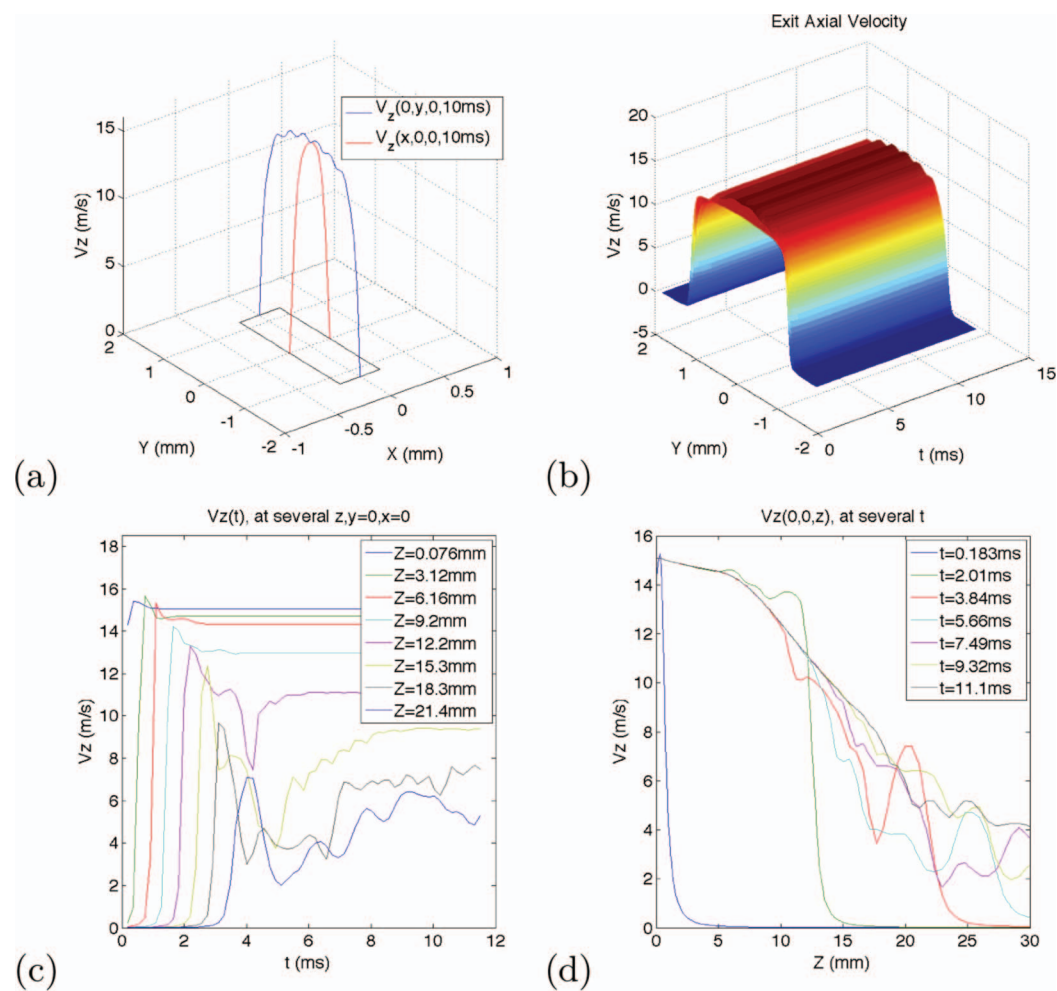 V_z(0,y,0,10ms)
V_z(x,0,0,10ms)
15
10
5
0
Vz (m/s)
2
1
0
-1
-2
Y (mm)
-1
-0.5
0
0.5
1
X (mm)
(a)
Exit Axial Velocity
20
15
10
5
0
-5
Vz (m/s)
2
1
0
-1
-2
Y (mm)
0
5
10
15
t (ms)
(b)
Vz(t), at several z,y=0,x=0
Z=0.076mm
Z=3.12mm
Z=6.16mm
Z=9.2mm
Z=12.2mm
Z=15.3mm
Z=18.3mm
Z=21.4mm
18
16
14
12
10
8
6
4
2
0
Vz (m/s)
0 2 4 6 8 10 12
t (ms)
(c)
Vz(0,0,z), at several t
t=0.183ms
t=2.01ms
t=3.84ms
t=5.66ms
t=7.49ms
t=9.32ms
t=11.1ms
16
14
12
10
8
6
4
2
0
Vz (m/s)
0 5 10 15 20 25 30
Z (mm)
(d)